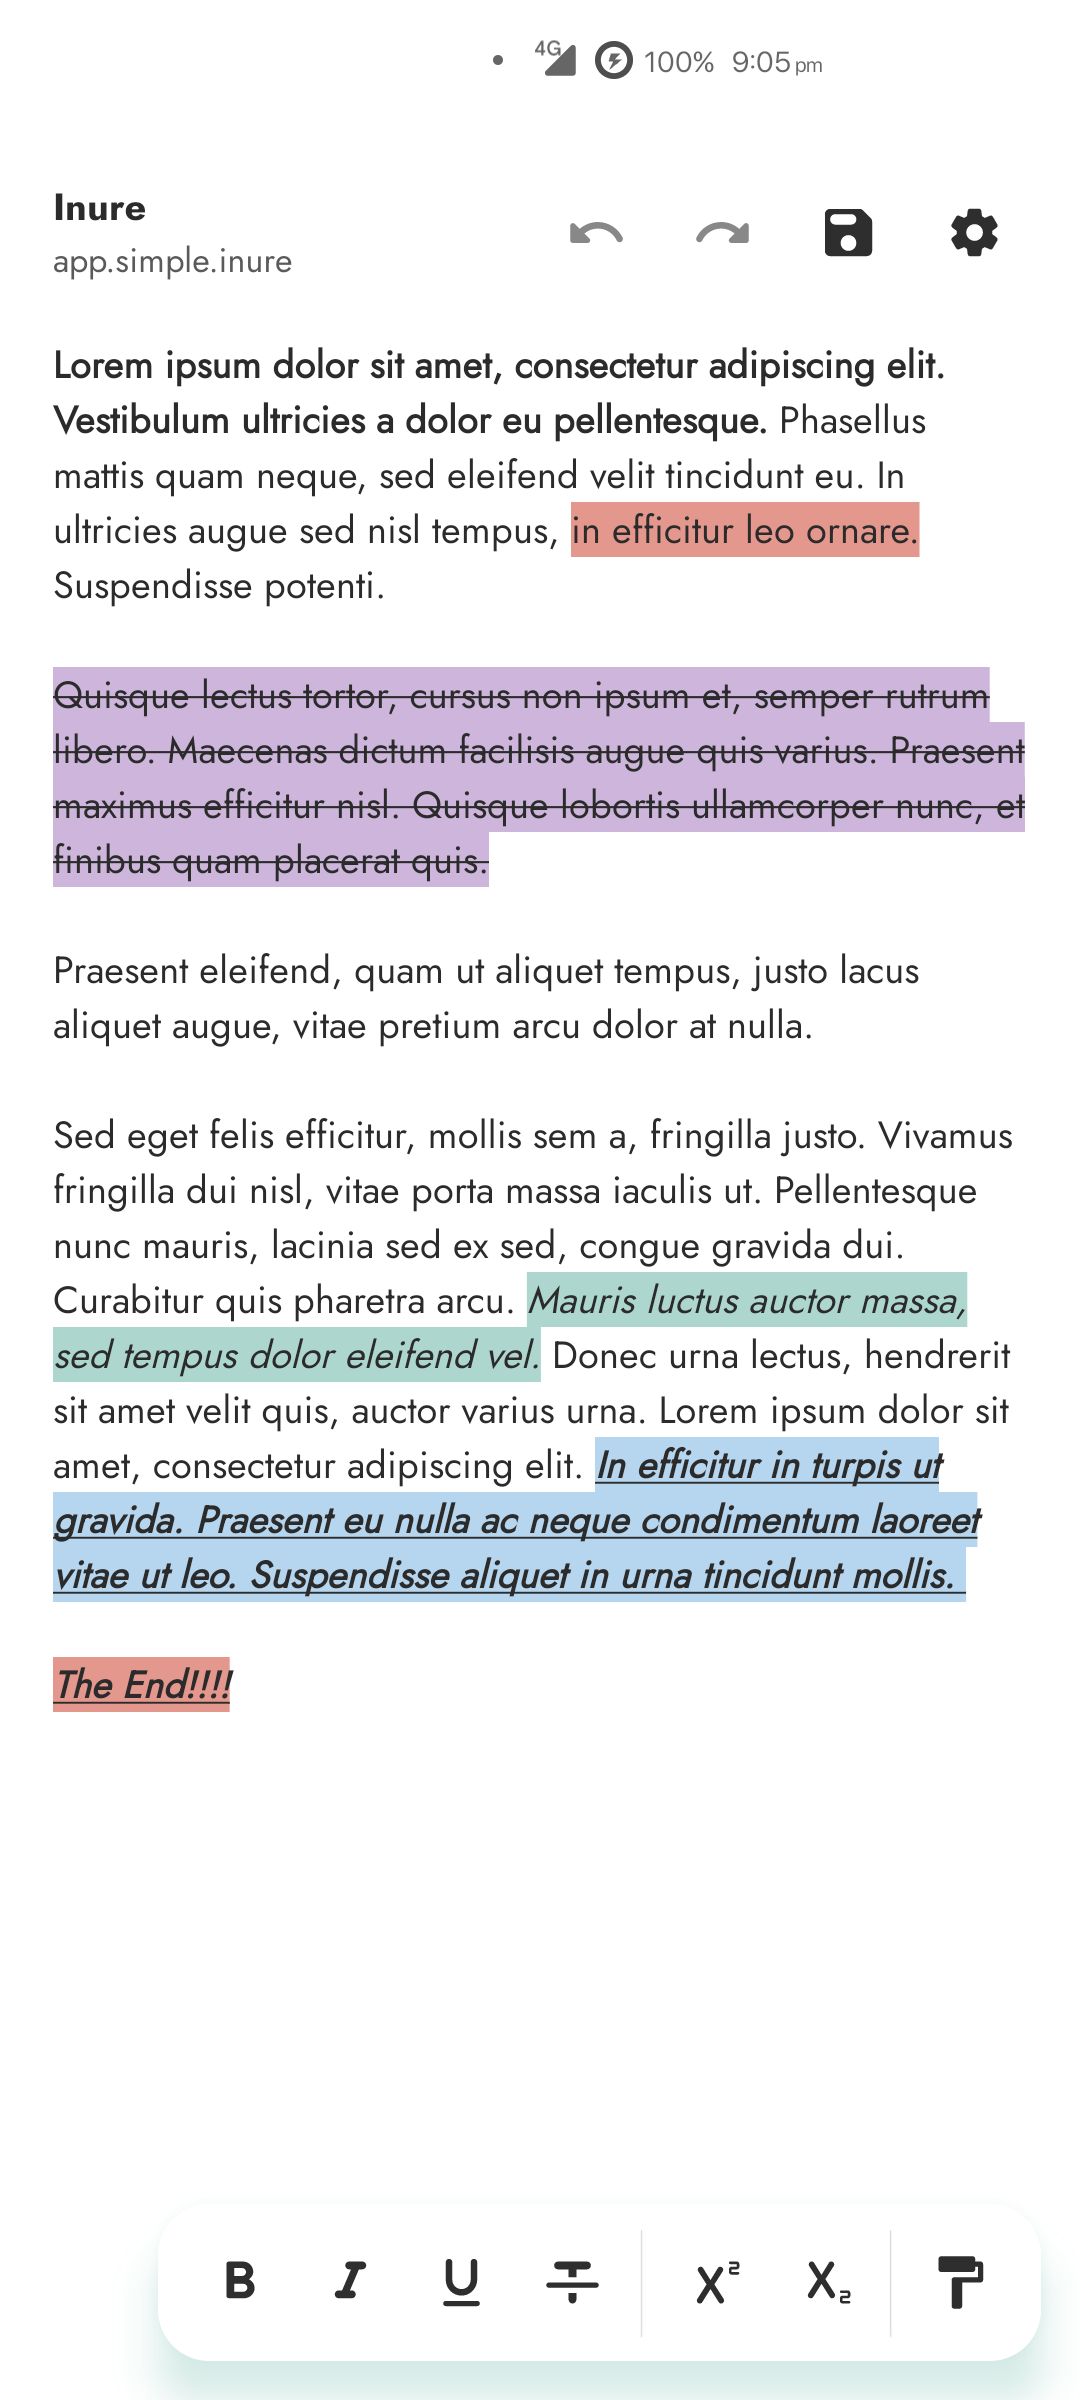 4G 100% 9:05 pm
Inure
app.simple.inure
Lorem ipsum dolor sit amet, consectetur adipiscing elit.
Vestibulum ultricies a dolor eu pellentesque. Phasellus
mattis quam neque, sed eleifend velit tincidunt eu. In
ultricies augue sed nisl tempus, in efficitur leo ornare.
Suspendisse potenti.
Quisque lectus tortor, cursus non ipsum et, semper rutrum
libero. Maecenas dictum facilisis augue quis varius. Praesent
maximus efficitur nisl. Quisque lobortis ullamcorper nunc, et
finibus quam placerat quis.
Praesent eleifend, quam ut aliquet tempus, justo lacus
aliquet augue, vitae pretium arcu dolor at nulla.
Sed eget felis efficitur, mollis sem a, fringilla justo. Vivamus
fringilla dui nisl, vitae porta massa iaculis ut. Pellentesque
nunc mauris, lacinia sed ex sed, congue gravida dui.
Curabitur quis pharetra arcu. Mauris luctus auctor massa,
sed tempus dolor eleifend vel. Donec urna lectus, hendrerit
sit amet velit quis, auctor varius urna. Lorem ipsum dolor sit
amet, consectetur adipiscing elit. In efficitur in turpis ut
gravida. Praesent eu nulla ac neque condimentum laoreet
vitae ut leo. Suspendisse aliquet in urna tincidunt mollis.
The End!!!!
B I U T X² X₂